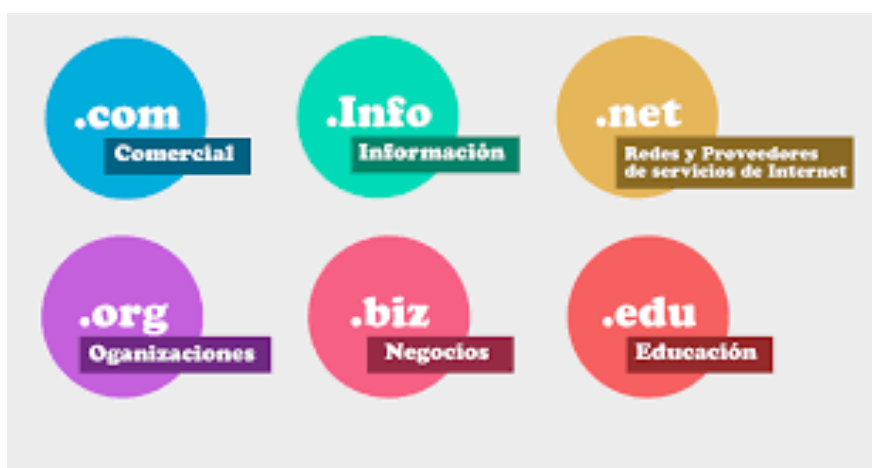 .com
Comercial
.Info
Información
.net
Redes y Proveedores
de servicios de Internet
.org
Oganizaciones
.biz
Negocios
.edu
Educación